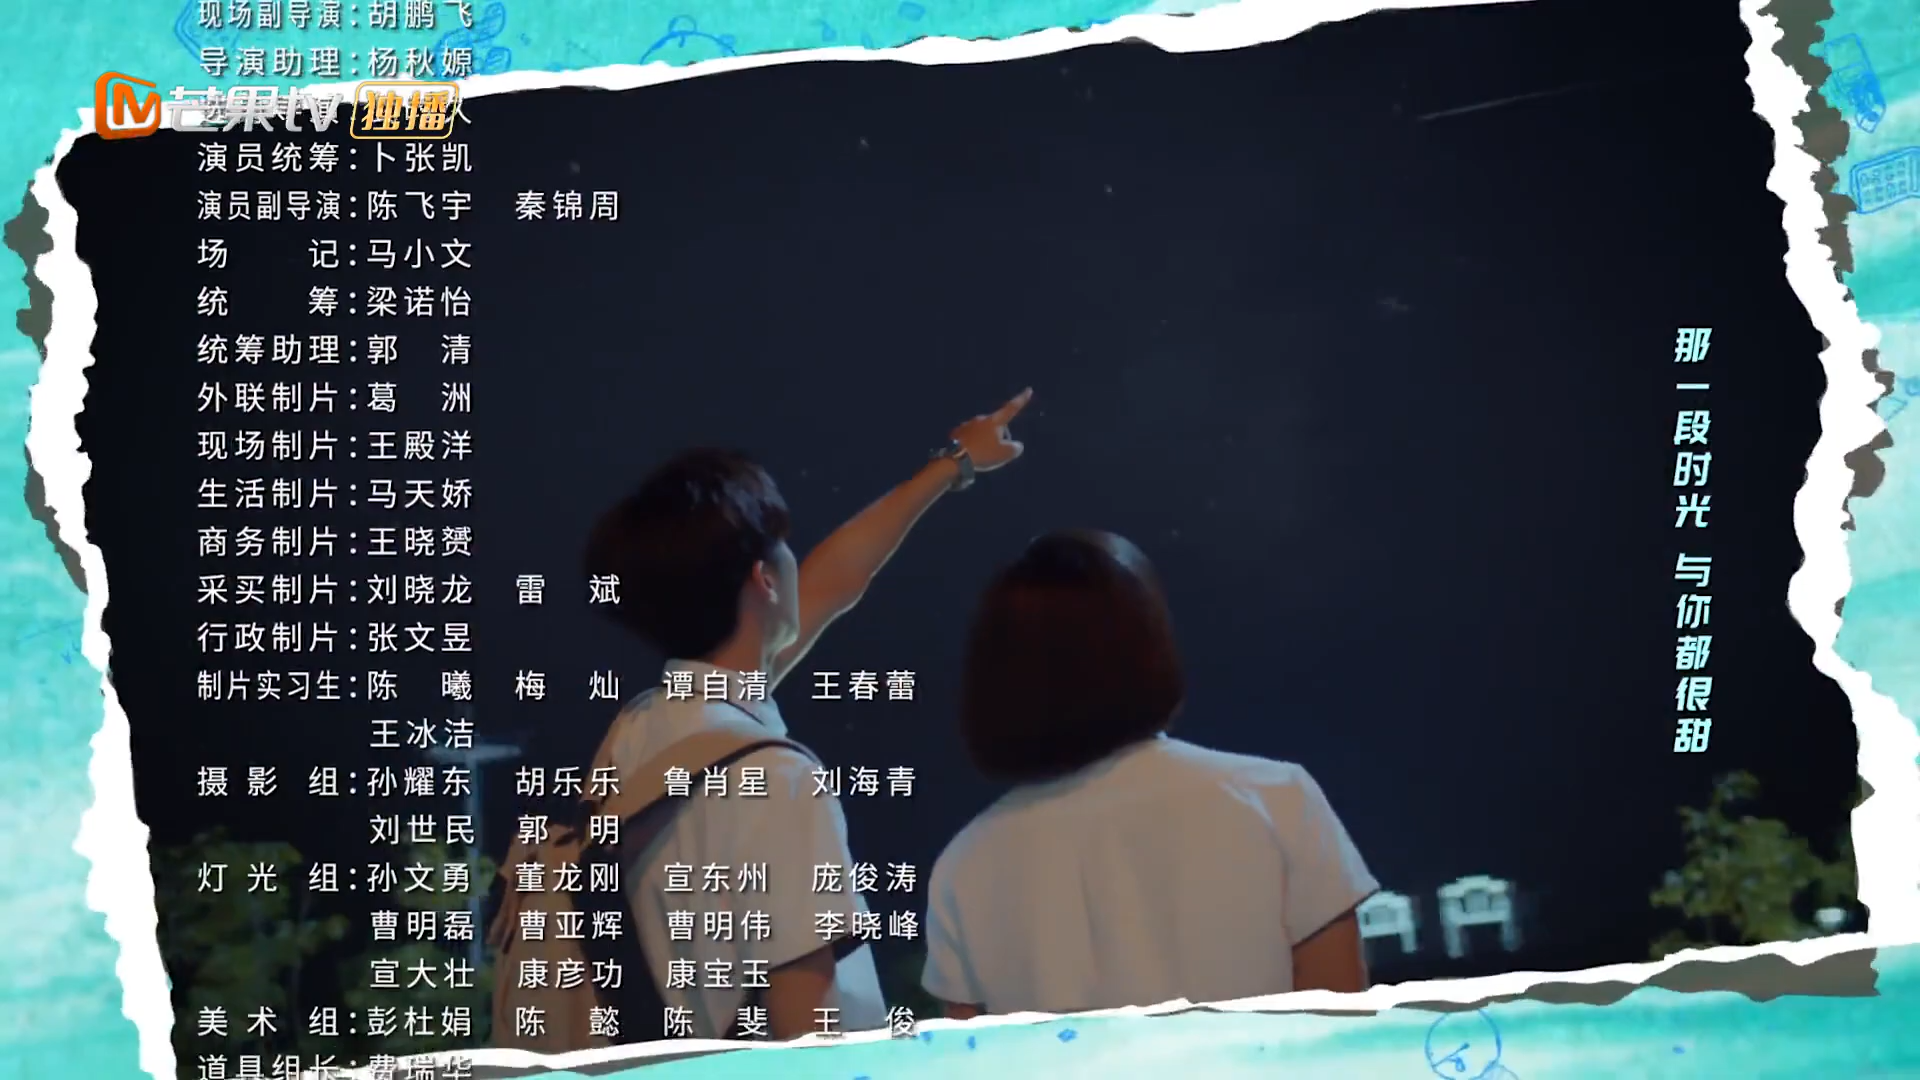 现场副导演：胡鹏飞
导演助理：杨秋嫄
芒果tv 独播
演员统筹：卜张凯
演员副导演：陈飞宇 秦锦周
场记：马小文
统筹：梁诺怡
统筹助理：郭清
外联制片：葛洲
现场制片：王殿洋
生活制片：马天娇
商务制片：王晓赟
采买制片：刘晓龙 雷斌
行政制片：张文昱
制片实习生：陈曦 梅灿 谭自清 王春蕾
王冰洁
摄影组：孙耀东 胡乐乐 鲁肖星 刘海青
刘世民 郭明
灯光组：孙文勇 董龙刚 宣东州 庞俊涛
曹明磊 曹亚辉 曹明伟 李晓峰
宣大壮 康彦功 康宝玉
美术组：彭杜娟 陈懿 陈斐 王俊
道具组长：费瑞华
那一段时光 与你都很甜